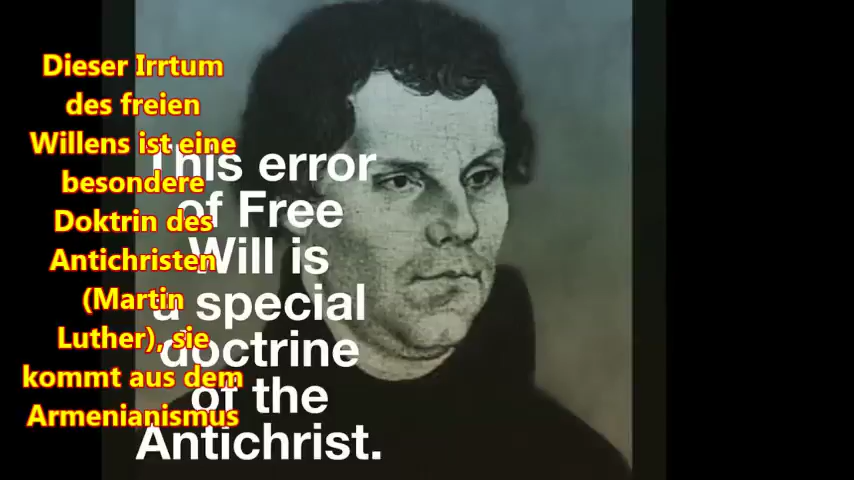 Dieser Irrtum
des freien
Willens ist eine
besondere
Doktrin des
Antichristen
(Martin
Luther), sie
kommt aus dem
Armenianismus
This error
of Free
Will is
a special
doctrine
of the
Antichrist.